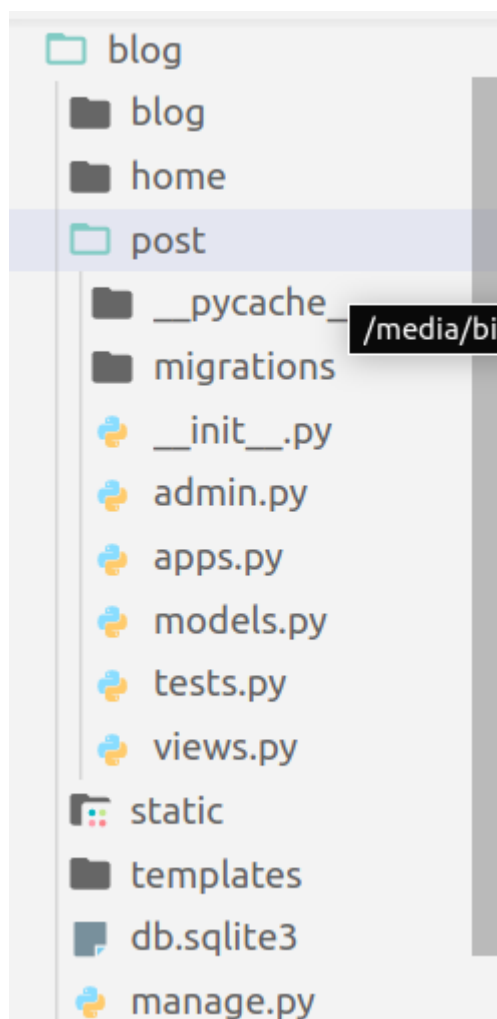 blog
blog
home
post
__pycache_
/media/bi
migrations
__init__.py
admin.py
apps.py
models.py
tests.py
views.py
static
templates
db.sqlite3
manage.py